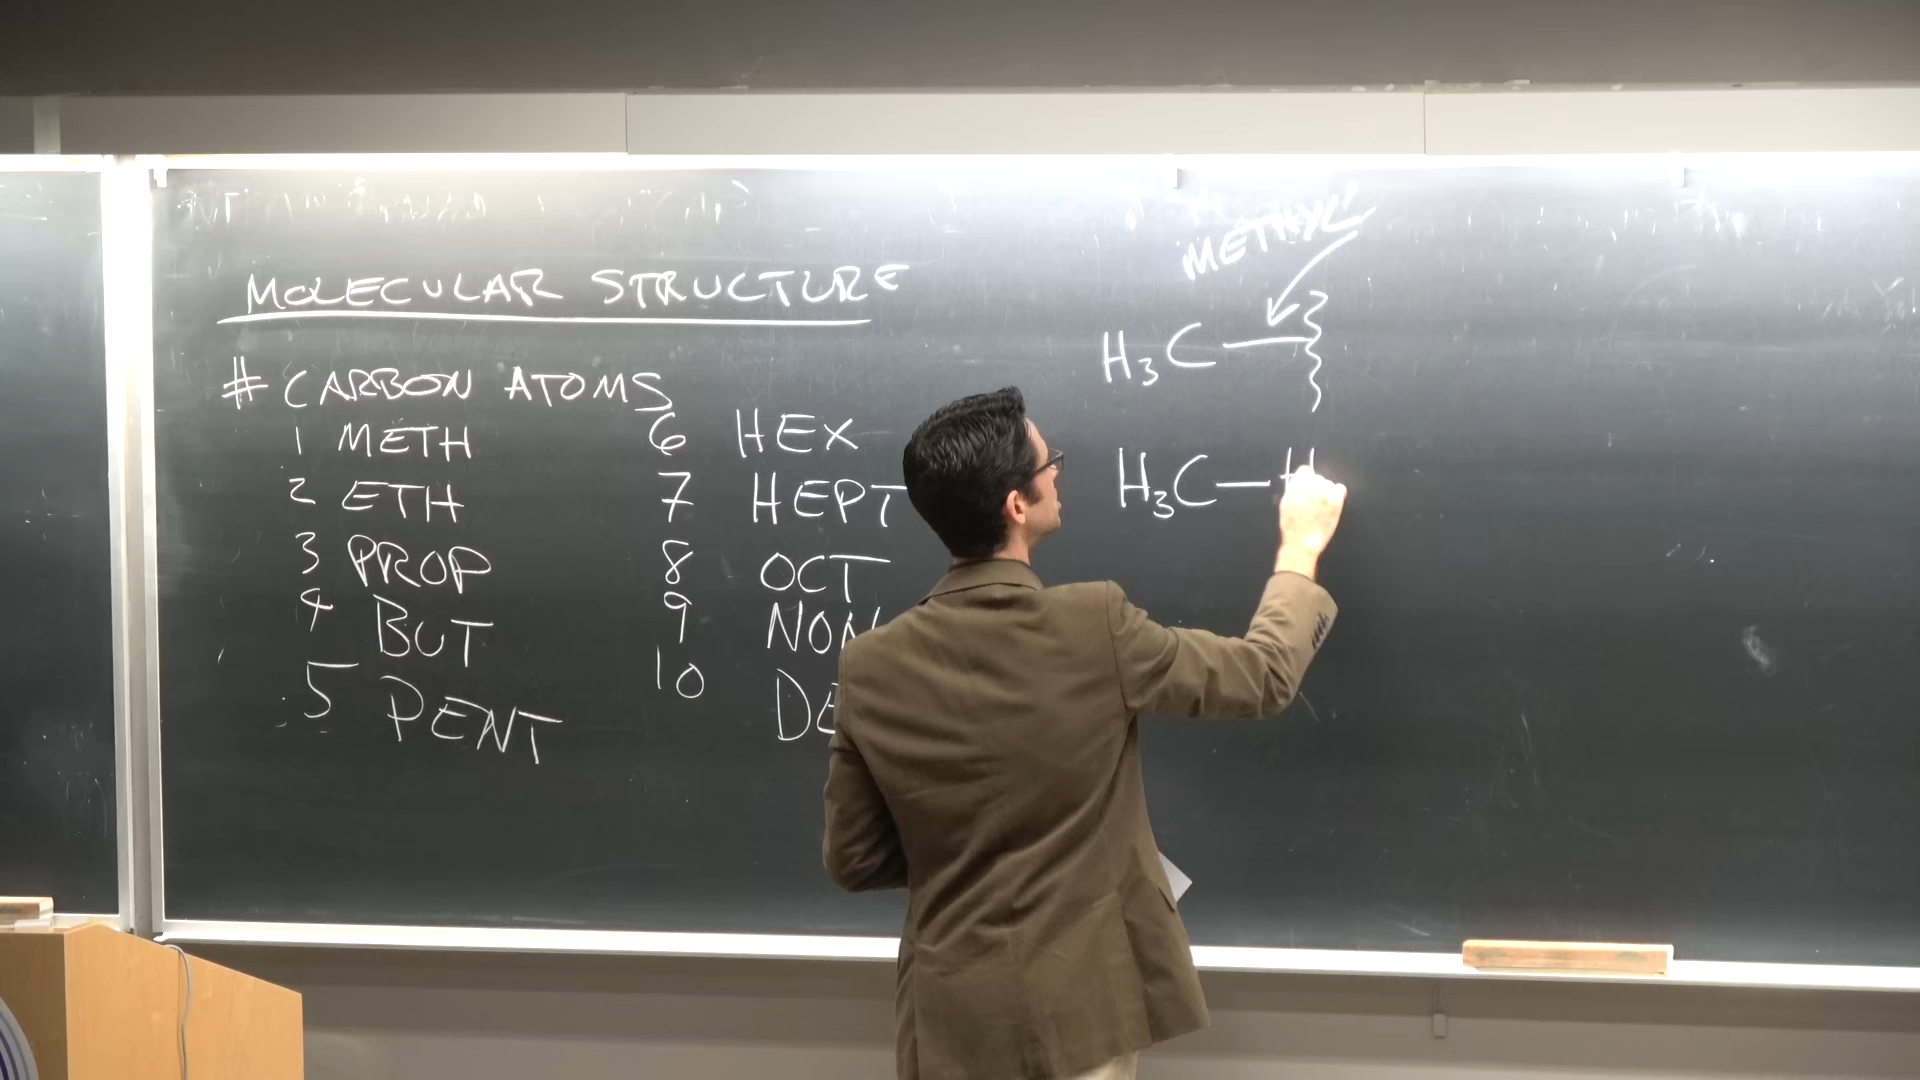 MOLECULAR STRUCTURE
# CARBON ATOMS
1 METH
2 ETH
3 PROP
4 BUT
5 PENT
6 HEX
7 HEPT
8 OCT
9 NON
10 DE
METHYL
H₃C—
H₃C—H